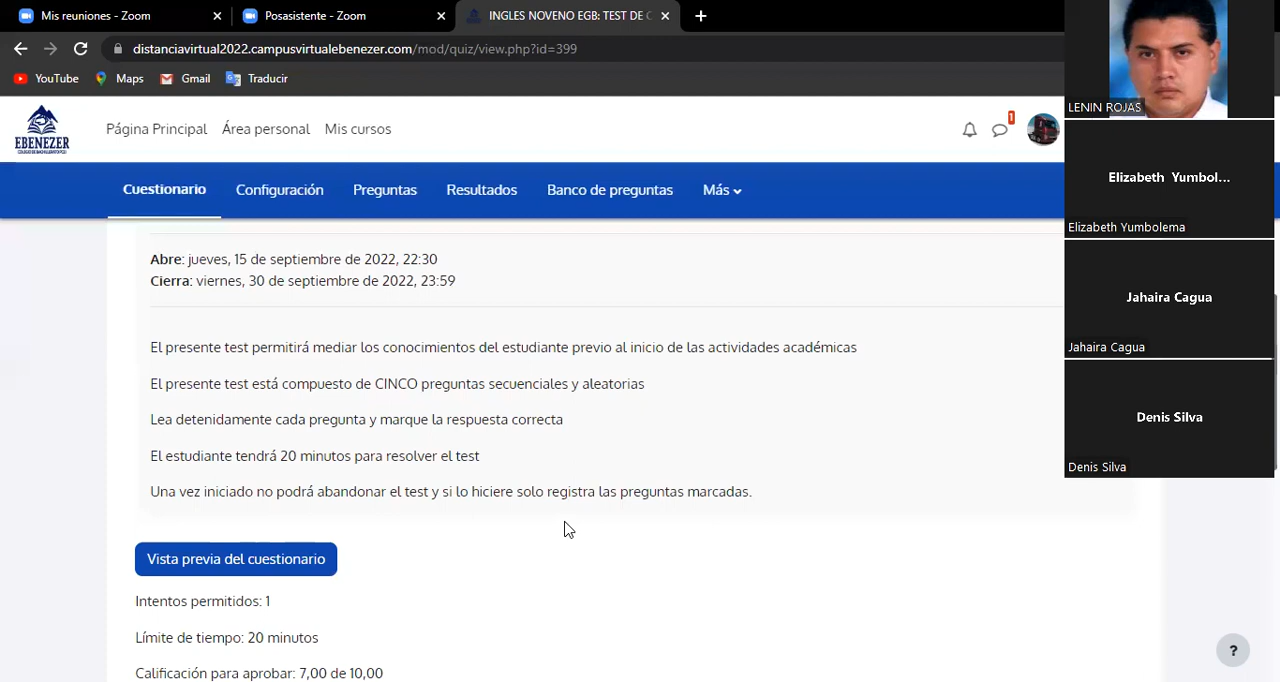 Mis reuniones - Zoom
Posasistente - Zoom
INGLES NOVENO EGB: TEST DE C
distanciavirtual2022.campusvirtualebenezer.com/mod/quiz/view.php?id=399
YouTube
Maps
Gmail
Traducir
EBENEZER
Página Principal
Área personal
Mis cursos
1
Cuestionario
Configuración
Preguntas
Resultados
Banco de preguntas
Más
Abre: jueves, 15 de septiembre de 2022, 22:30
Cierra: viernes, 30 de septiembre de 2022, 23:59
El presente test permitirá mediar los conocimientos del estudiante previo al inicio de las actividades académicas
El presente test está compuesto de CINCO preguntas secuenciales y aleatorias
Lea detenidamente cada pregunta y marque la respuesta correcta
El estudiante tendrá 20 minutos para resolver el test
Una vez iniciado no podrá abandonar el test y si lo hiciere solo registra las preguntas marcadas.
Vista previa del cuestionario
Intentos permitidos: 1
Límite de tiempo: 20 minutos
Calificación para aprobar: 7,00 de 10,00
?
LENIN ROJAS
Elizabeth Yumbol...
Elizabeth Yumbolema
Jahaira Cagua
Jahaira Cagua
Denis Silva
Denis Silva